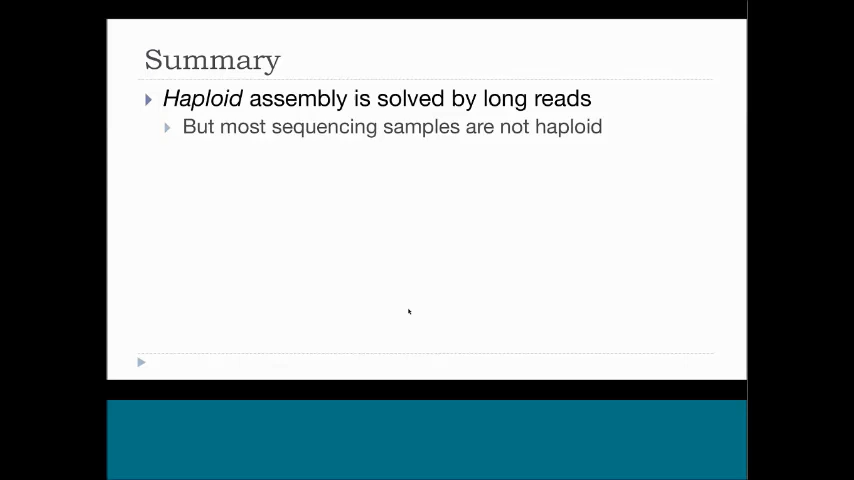 Summary
Haploid assembly is solved by long reads
But most sequencing samples are not haploid